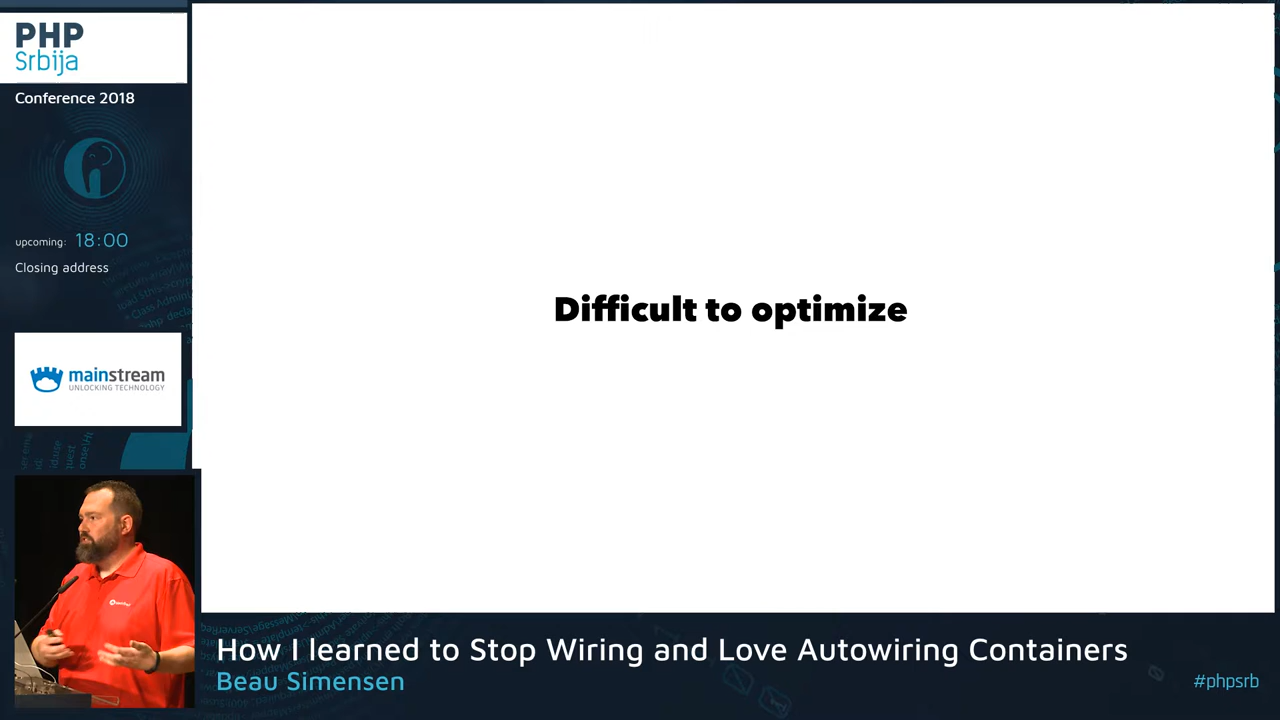 PHP
Srbija
Conference 2018
upcoming: 18:00
Closing address
mainstream
UNLOCKING TECHNOLOGY
Difficult to optimize
How I learned to Stop Wiring and Love Autowiring Containers
Beau Simensen
#phpsrb